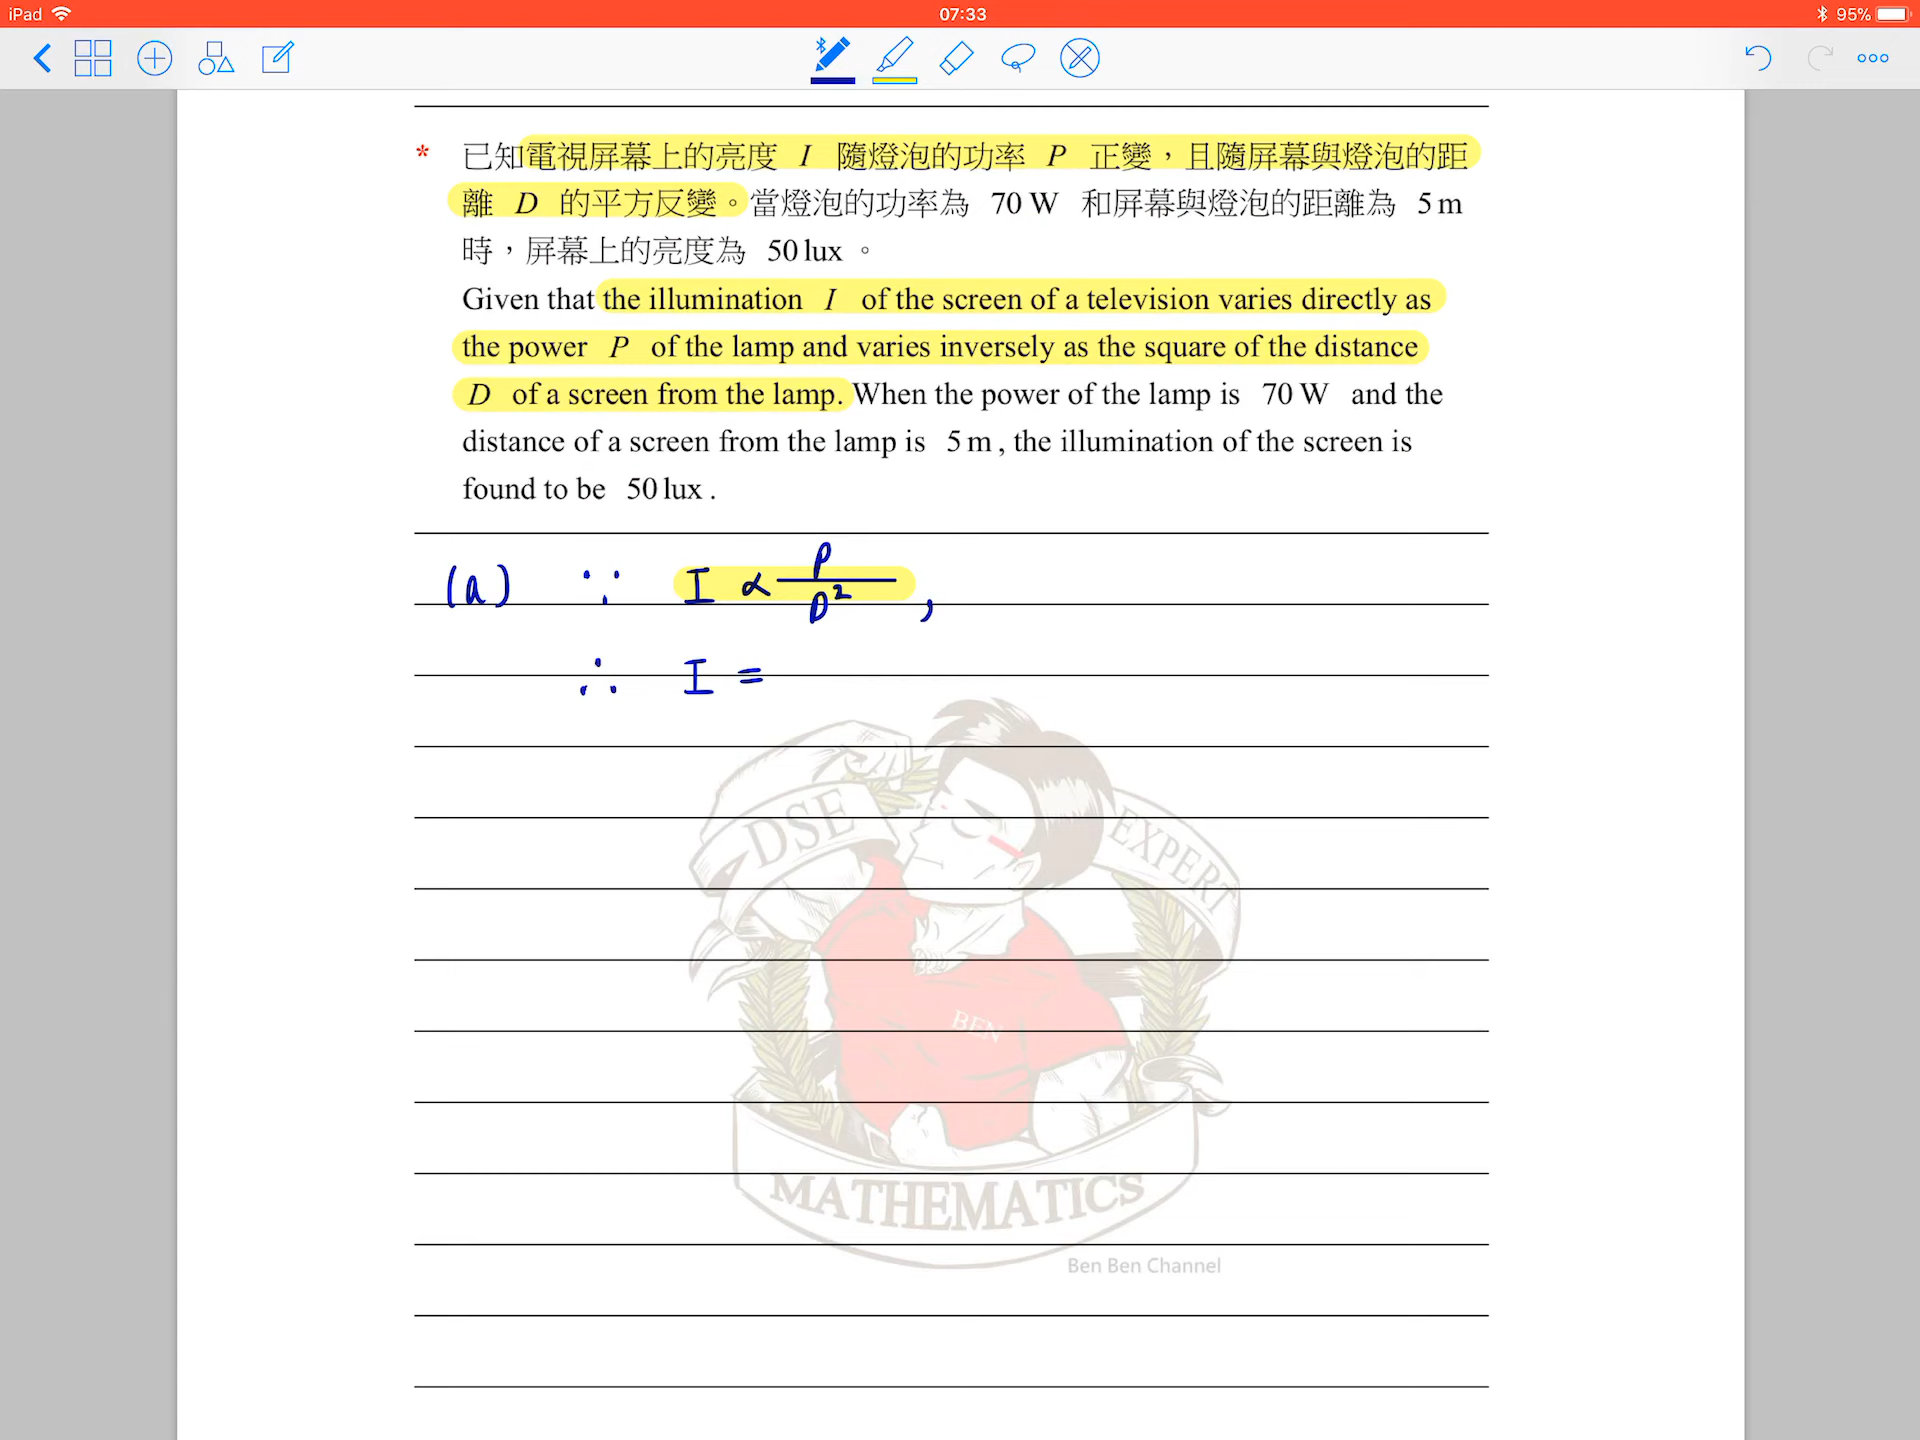 iPad 07:33 95%
* 已知電視屏幕上的亮度 I 隨燈泡的功率 P 正變，且隨屏幕與燈泡的距
離 D 的平方反變。當燈泡的功率為 70 W 和屏幕與燈泡的距離為 5 m
時，屏幕上的亮度為 50 lux 。
Given that the illumination I of the screen of a television varies directly as
the power P of the lamp and varies inversely as the square of the distance
D of a screen from the lamp. When the power of the lamp is 70 W and the
distance of a screen from the lamp is 5 m , the illumination of the screen is
found to be 50 lux .
(a) ∵ I ∝ P/D² ,
∴ I =
DSE EXPERT
BEN
MATHEMATICS
Ben Ben Channel